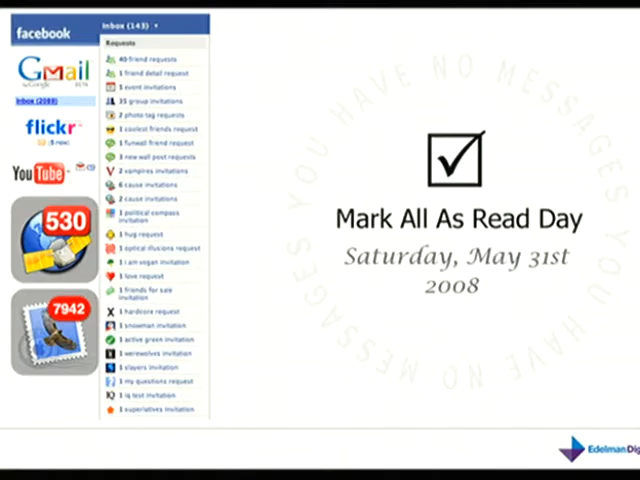 facebook
Inbox (143)
Requests
40 friend requests
1 friend detail request
5 event invitations
35 group invitations
2 photo tag requests
1 coolest friends request
1 funwall friend request
3 new wall post requests
2 vampires invitations
6 cause invitations
2 cause invitations
1 political compass
invitation
1 hug request
1 optical illusions request
1 i am vegan invitation
1 love request
1 friends for sale
invitation
1 hardcore request
1 snowman invitation
1 active green invitation
1 werewolves invitation
1 slayers invitation
1 my questions request
1 iq test invitation
1 superlatives invitation
Gmail
by Google BETA
Inbox (2088)
flickr
(5 new)
YouTube
530
7942
YOU HAVE NO MESSAGES YOU HAVE NO MESSAGES
Mark All As Read Day
Saturday, May 31st
2008
Edelman Dig